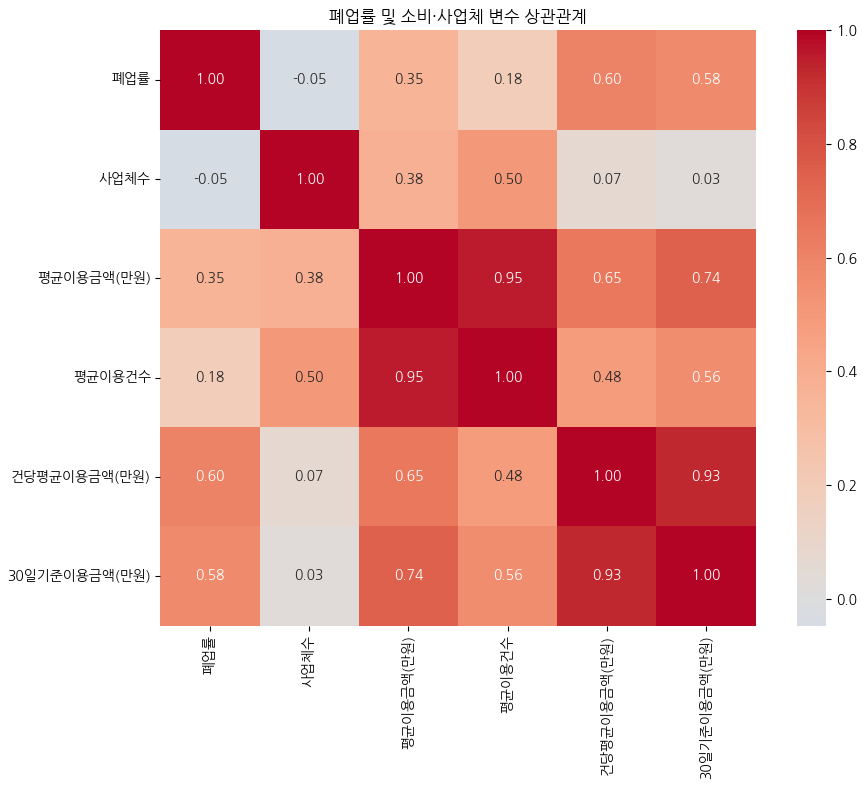 폐업률 및 소비·사업체 변수 상관관계
폐업률 1.00 -0.05 0.35 0.18 0.60 0.58
사업체수 -0.05 1.00 0.38 0.50 0.07 0.03
평균이용금액(만원) 0.35 0.38 1.00 0.95 0.65 0.74
평균이용건수 0.18 0.50 0.95 1.00 0.48 0.56
건당평균이용금액(만원) 0.60 0.07 0.65 0.48 1.00 0.93
30일기준이용금액(만원) 0.58 0.03 0.74 0.56 0.93 1.00
폐업률
사업체수
평균이용금액(만원)
평균이용건수
건당평균이용금액(만원)
30일기준이용금액(만원)
1.0
0.8
0.6
0.4
0.2
0.0